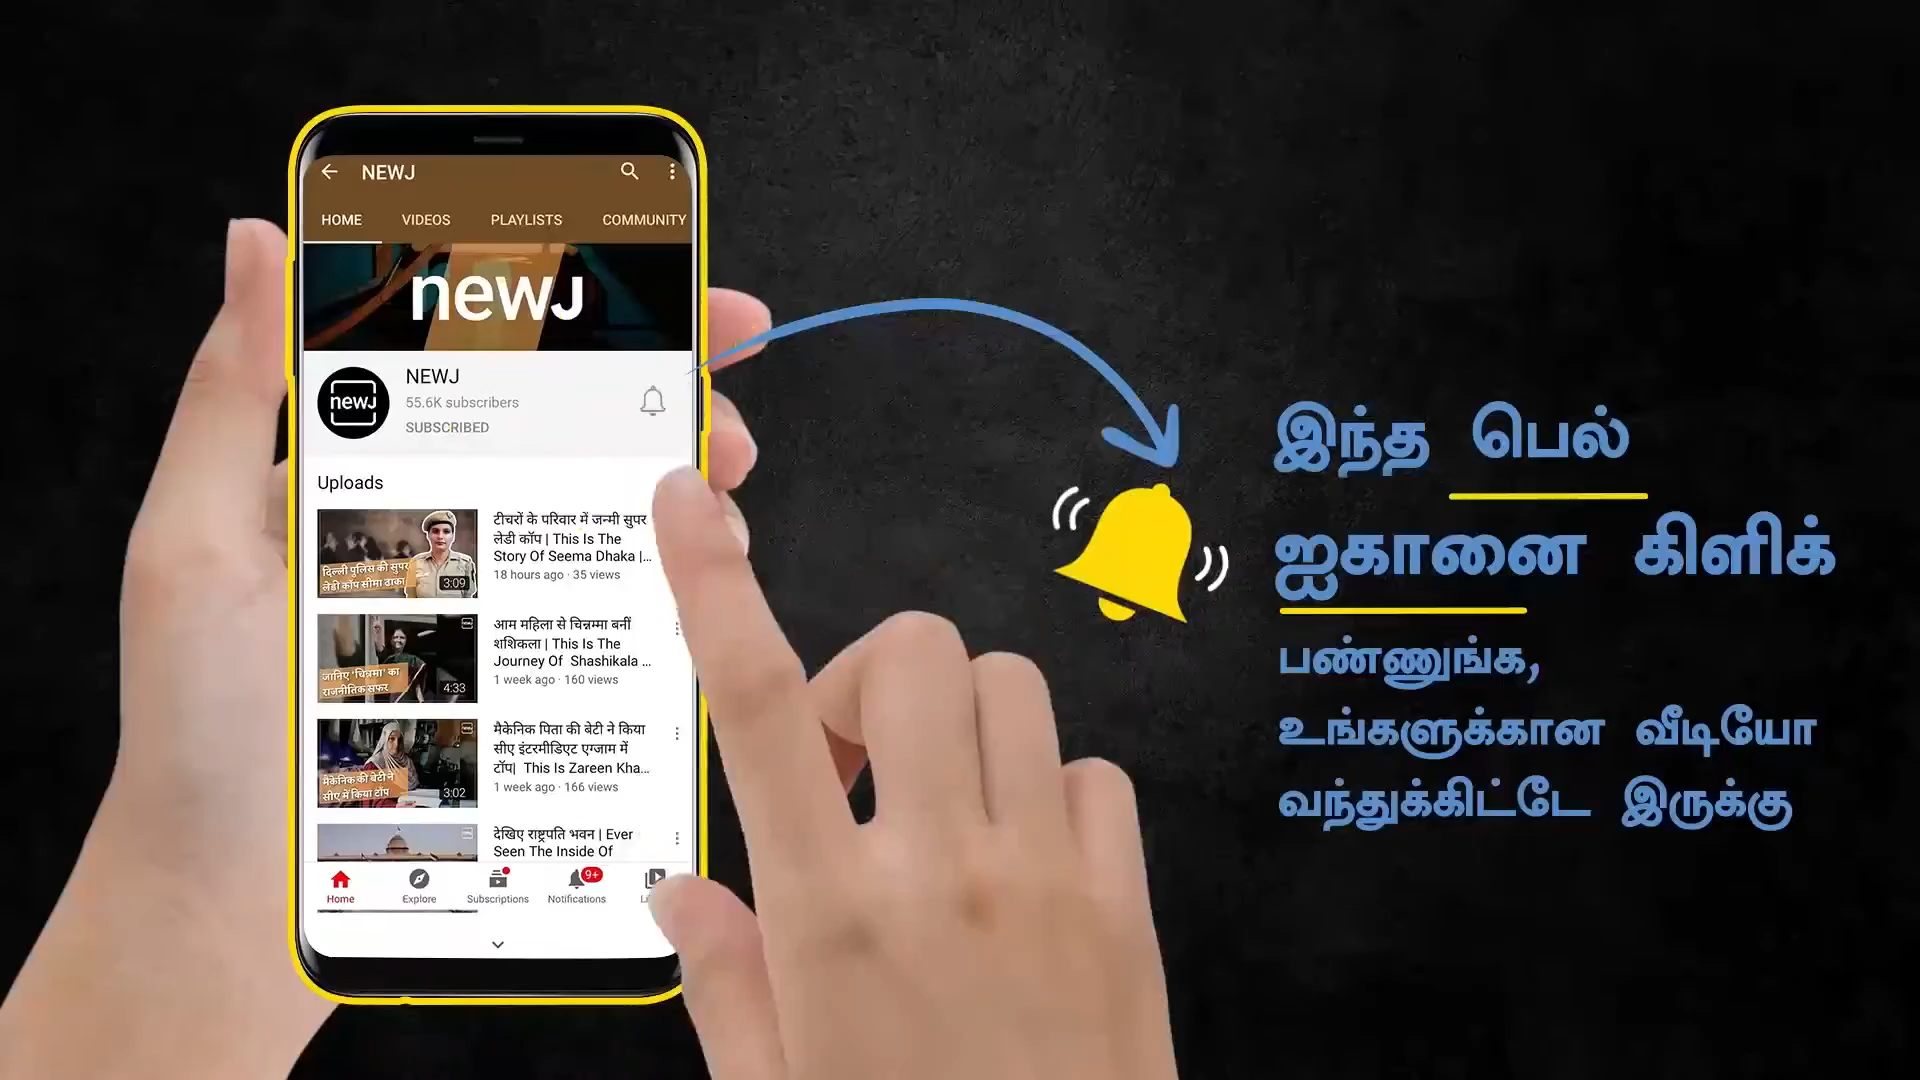 NEWJ
HOME VIDEOS PLAYLISTS COMMUNITY
newJ
newJ
NEWJ
55.6K subscribers
SUBSCRIBED
Uploads
दिल्ली पुलिस की सुपर
लेडी कॉप सीमा ढाका
3:09
टीचरों के परिवार में जन्मी सुपर
लेडी कॉप | This Is The
Story Of Seema Dhaka |...
18 hours ago · 35 views
जानिए 'चिन्नम्मा' का
राजनीतिक सफर
4:33
आम महिला से चिन्नम्मा बनीं
शशिकला | This Is The
Journey Of Shashikala ...
1 week ago · 160 views
मैकेनिक की बेटी ने
सीए में किया टॉप
3:02
मैकेनिक पिता की बेटी ने किया
सीए इंटरमीडिएट एग्जाम में
टॉप| This Is Zareen Kha...
1 week ago · 166 views
देखिए राष्ट्रपति भवन | Ever
Seen The Inside Of
9+
Home Explore Subscriptions Notifications
இந்த பெல்
ஐகானை கிளிக்
பண்ணுங்க,
உங்களுக்கான வீடியோ
வந்துக்கிட்டே இருக்கு